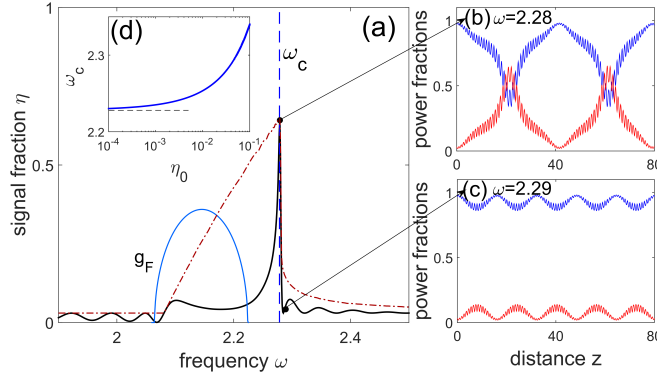 (a)
signal fraction η
1
0.5
0
2
2.2
2.4
frequency ω
g_F
ω_c
(d)
ω_c
2.3
2.2
10^-4
10^-3
10^-2
10^-1
η_0
(b)
ω=2.28
power fractions
1
0.5
0
0
40
80
(c)
ω=2.29
power fractions
1
0
0
20
40
60
80
distance z